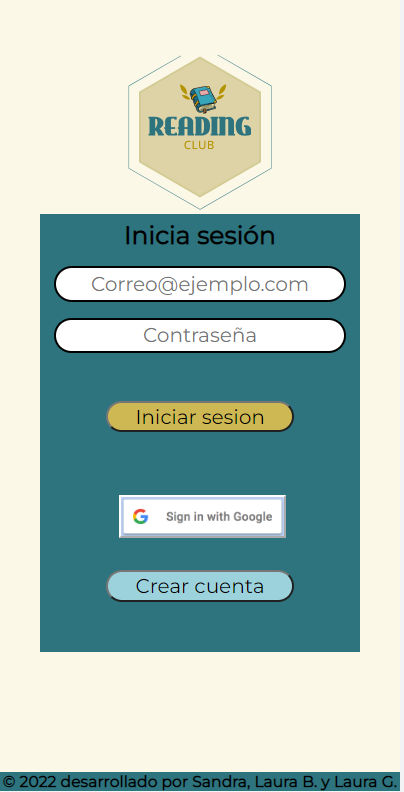 READING
CLUB
Inicia sesión
Correo@ejemplo.com
Contraseña
Iniciar sesion
Sign in with Google
Crear cuenta
© 2022 desarrollado por Sandra, Laura B. y Laura G.